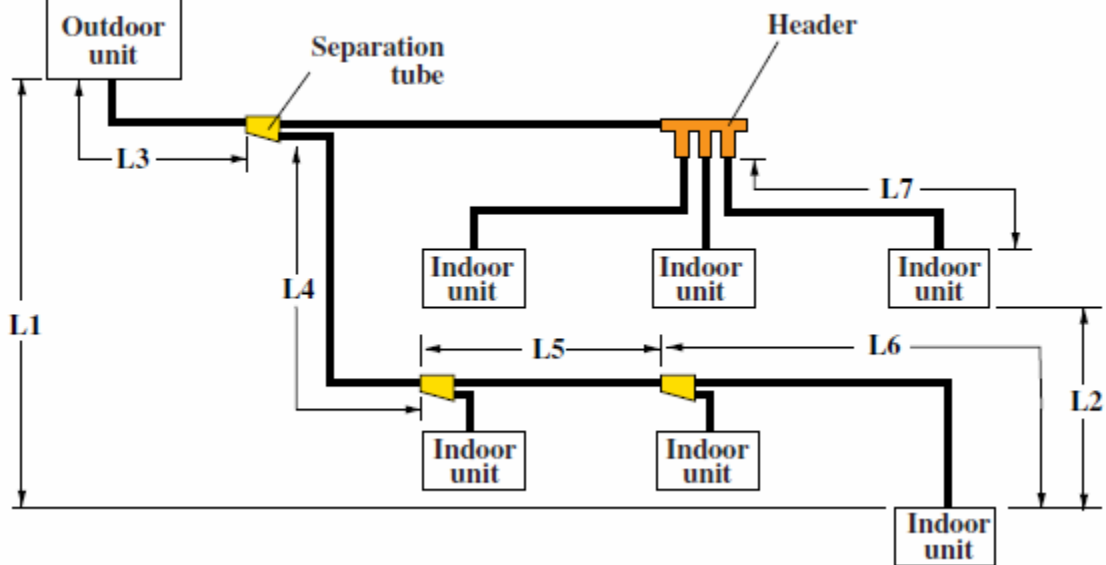 Outdoor
unit
Separation
tube
Header
L3
L7
Indoor
unit
Indoor
unit
Indoor
unit
L4
L1
L5
L6
L2
Indoor
unit
Indoor
unit
Indoor
unit